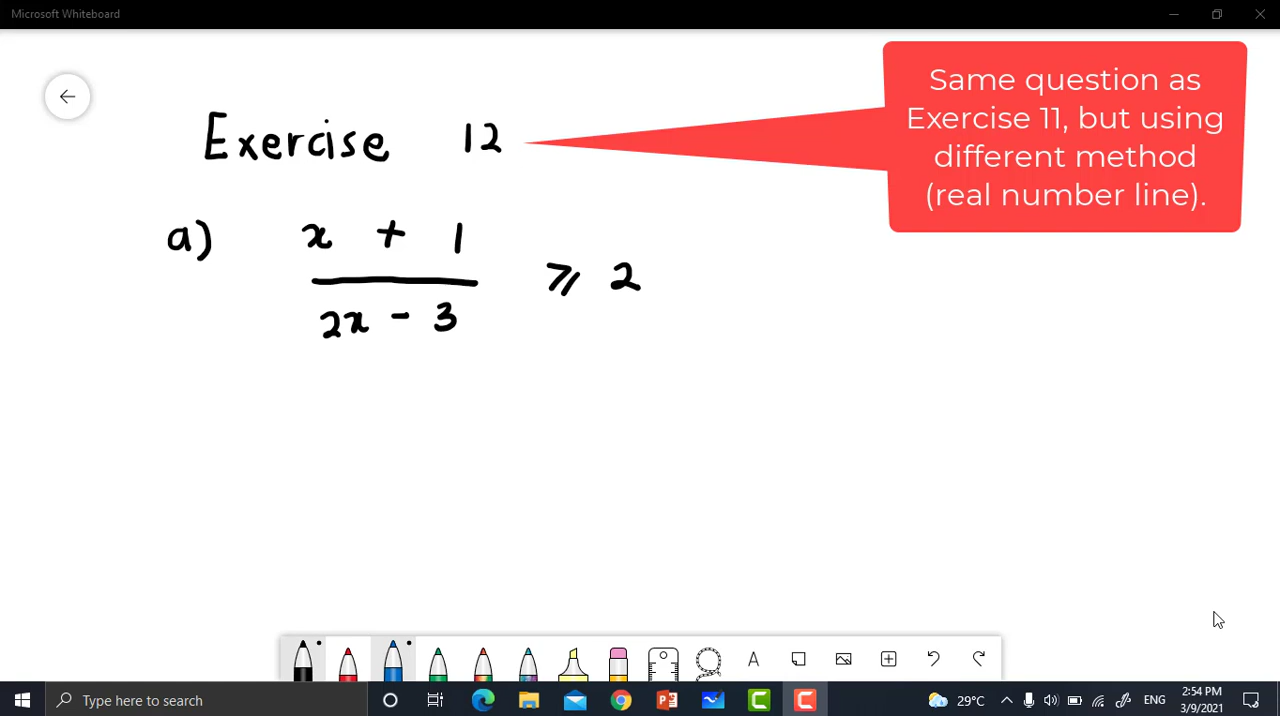 Microsoft Whiteboard
Same question as
Exercise 11, but using
different method
(real number line).
Exercise 12
a) x + 1
⩾ 2
2x - 3
A
Type here to search
29°C
ENG
2:54 PM
3/9/2021